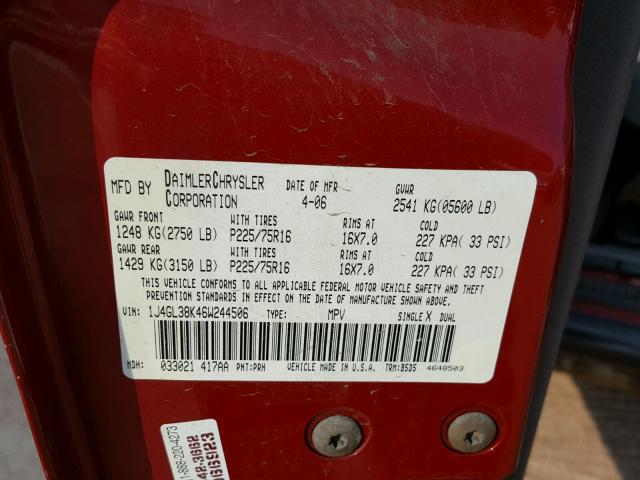 MFD BY DAIMLERCHRYSLER CORPORATION DATE OF MFR 4-06 GVWR 2541 KG(05600 LB)
GAWR FRONT WITH TIRES RIMS AT COLD
1248 KG(2750 LB) P225/75R16 16X7.0 227 KPA( 33 PSI)
GAWR REAR WITH TIRES RIMS AT COLD
1429 KG(3150 LB) P225/75R16 16X7.0 227 KPA( 33 PSI)
THIS VEHICLE CONFORMS TO ALL APPLICABLE FEDERAL MOTOR VEHICLE SAFETY AND THEFT
PREVENTION STANDARDS IN EFFECT ON THE DATE OF MANUFACTURE SHOWN ABOVE.
VIN: 1J4GL38K46W244506 TYPE: MPV SINGLE X DUAL
MDH: 033021 417AA PNT:PRH VEHICLE MADE IN U.S.A. TRM:B5D5 4648503
1-888-220-4273